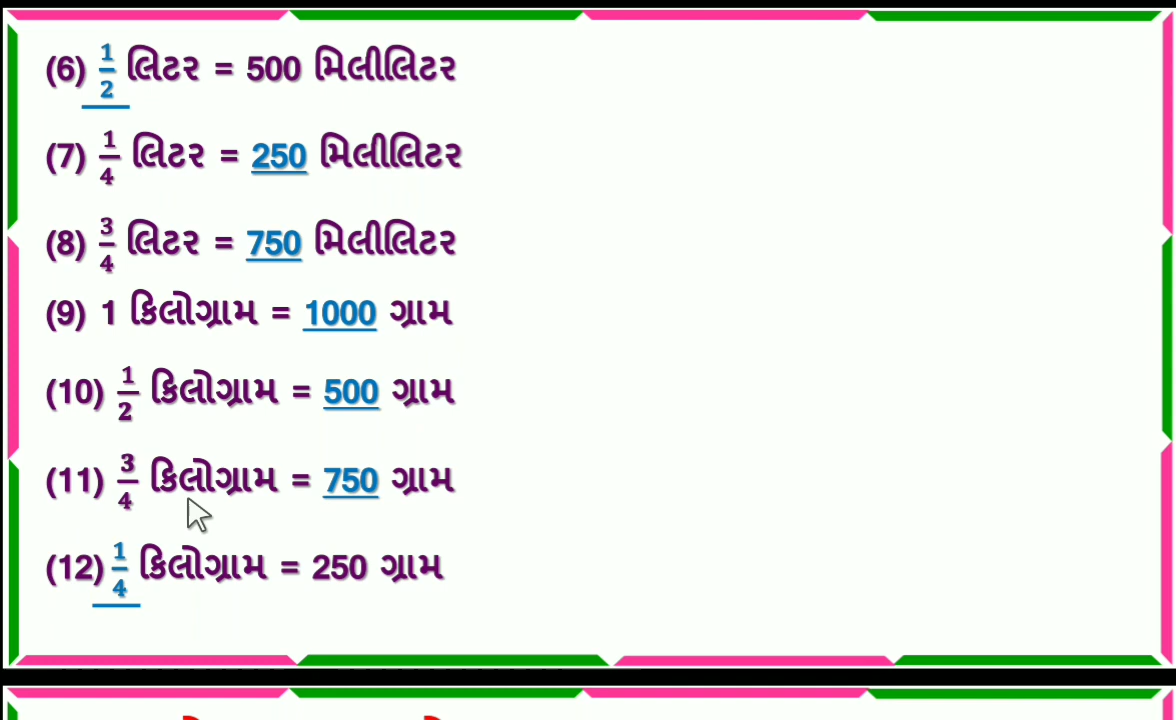 (6) 1/2 લિટર = 500 મિલીલિટર
(7) 1/4 લિટર = 250 મિલીલિટર
(8) 3/4 લિટર = 750 મિલીલિટર
(9) 1 કિલોગ્રામ = 1000 ગ્રામ
(10) 1/2 કિલોગ્રામ = 500 ગ્રામ
(11) 3/4 કિલોગ્રામ = 750 ગ્રામ
(12) 1/4 કિલોગ્રામ = 250 ગ્રામ